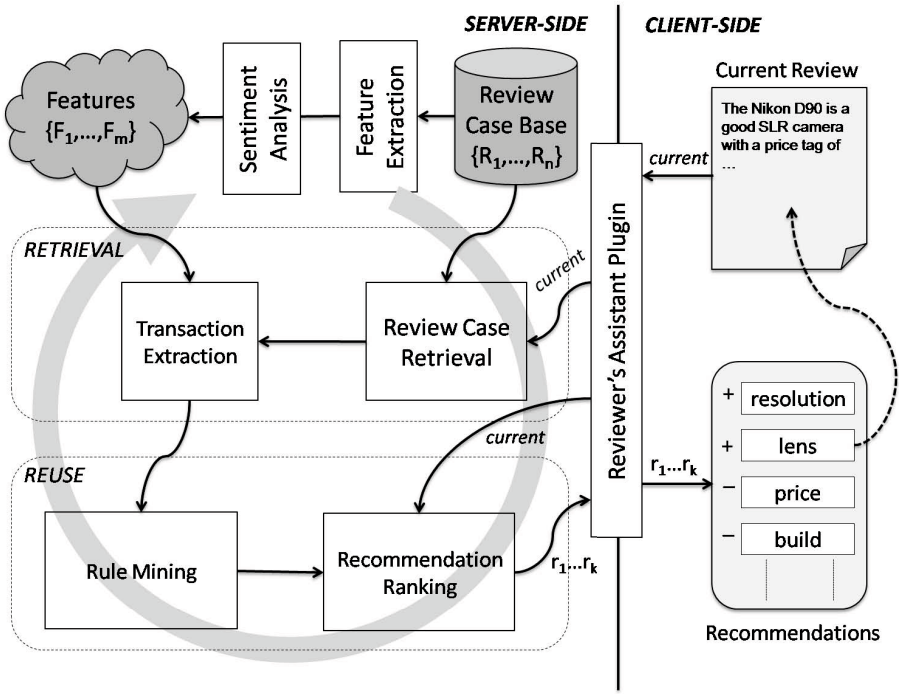 SERVER-SIDE
CLIENT-SIDE
Features
{F1,...,Fm}
Sentiment
Analysis
Feature
Extraction
Review
Case Base
{R1,...,Rn}
Current Review
The Nikon D90 is a
good SLR camera
with a price tag of
...
current
RETRIEVAL
Transaction
Extraction
Review Case
Retrieval
current
Reviewer's Assistant Plugin
current
REUSE
Rule Mining
Recommendation
Ranking
r1...rk
r1...rk
+ resolution
+ lens
– price
– build
Recommendations